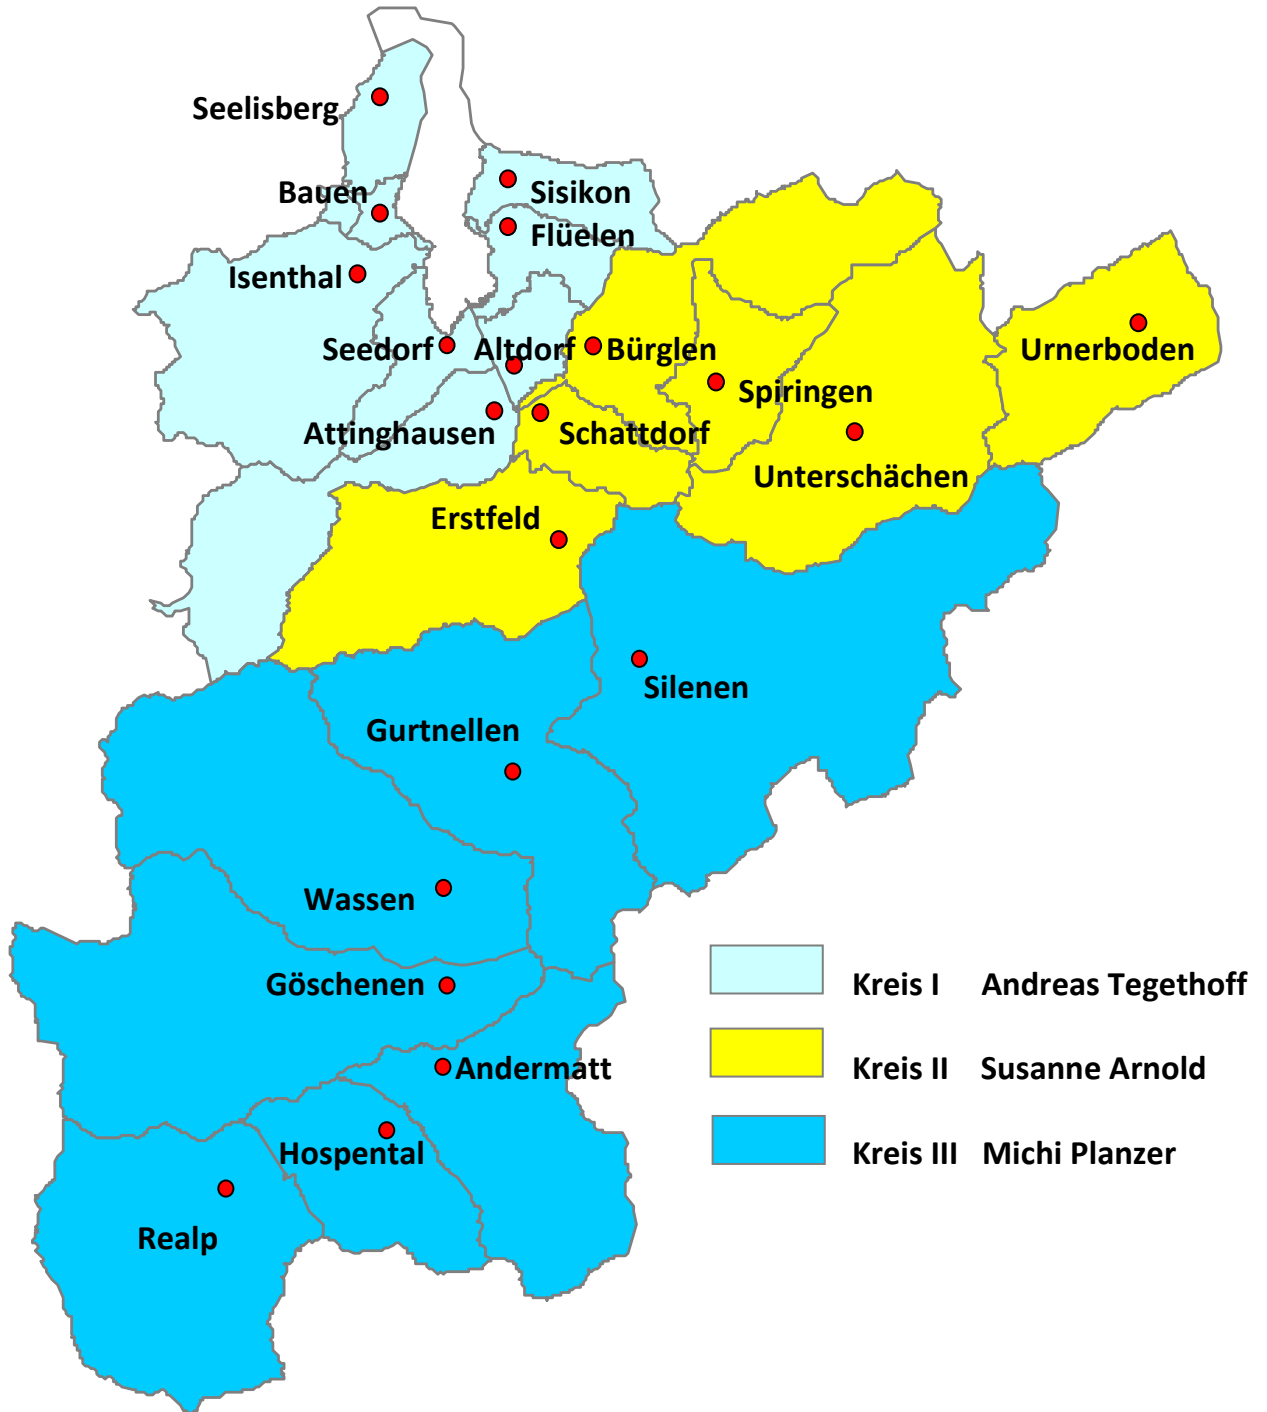 Seelisberg
Bauen
Sisikon
Flüelen
Isenthal
Seedorf
Altdorf
Bürglen
Urnerboden
Spiringen
Attinghausen
Schattdorf
Unterschächen
Erstfeld
Silenen
Gurtnellen
Wassen
Göschenen
Andermatt
Hospental
Realp
Kreis I Andreas Tegethoff
Kreis II Susanne Arnold
Kreis III Michi Planzer